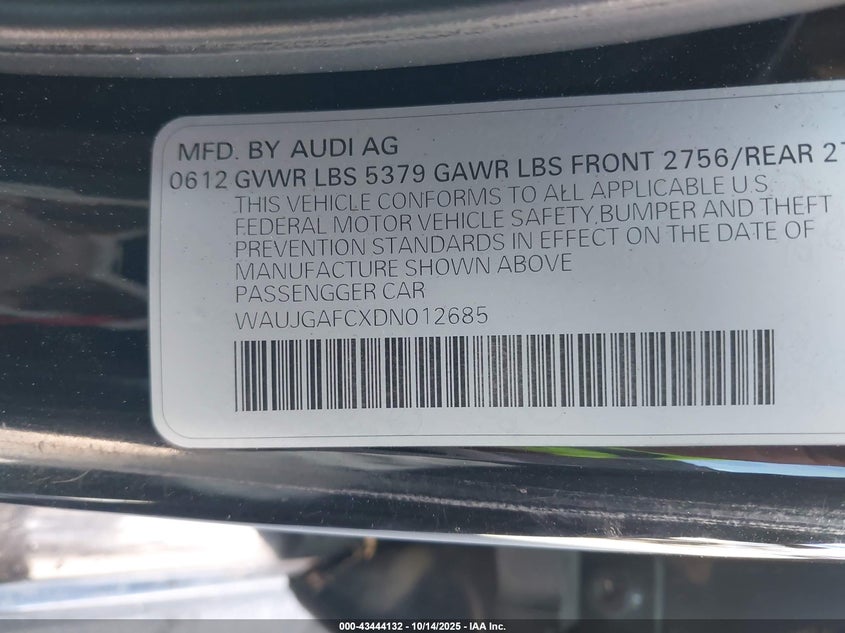 MFD. BY AUDI AG
0612 GVWR LBS 5379 GAWR LBS FRONT 2756/REAR 27
THIS VEHICLE CONFORMS TO ALL APPLICABLE U.S.
FEDERAL MOTOR VEHICLE SAFETY,BUMPER AND THEFT
PREVENTION STANDARDS IN EFFECT ON THE DATE OF
MANUFACTURE SHOWN ABOVE
PASSENGGER CAR
WAUJGAFCXDN012685
000-43444132 - 10/14/2025 - IAA Inc.